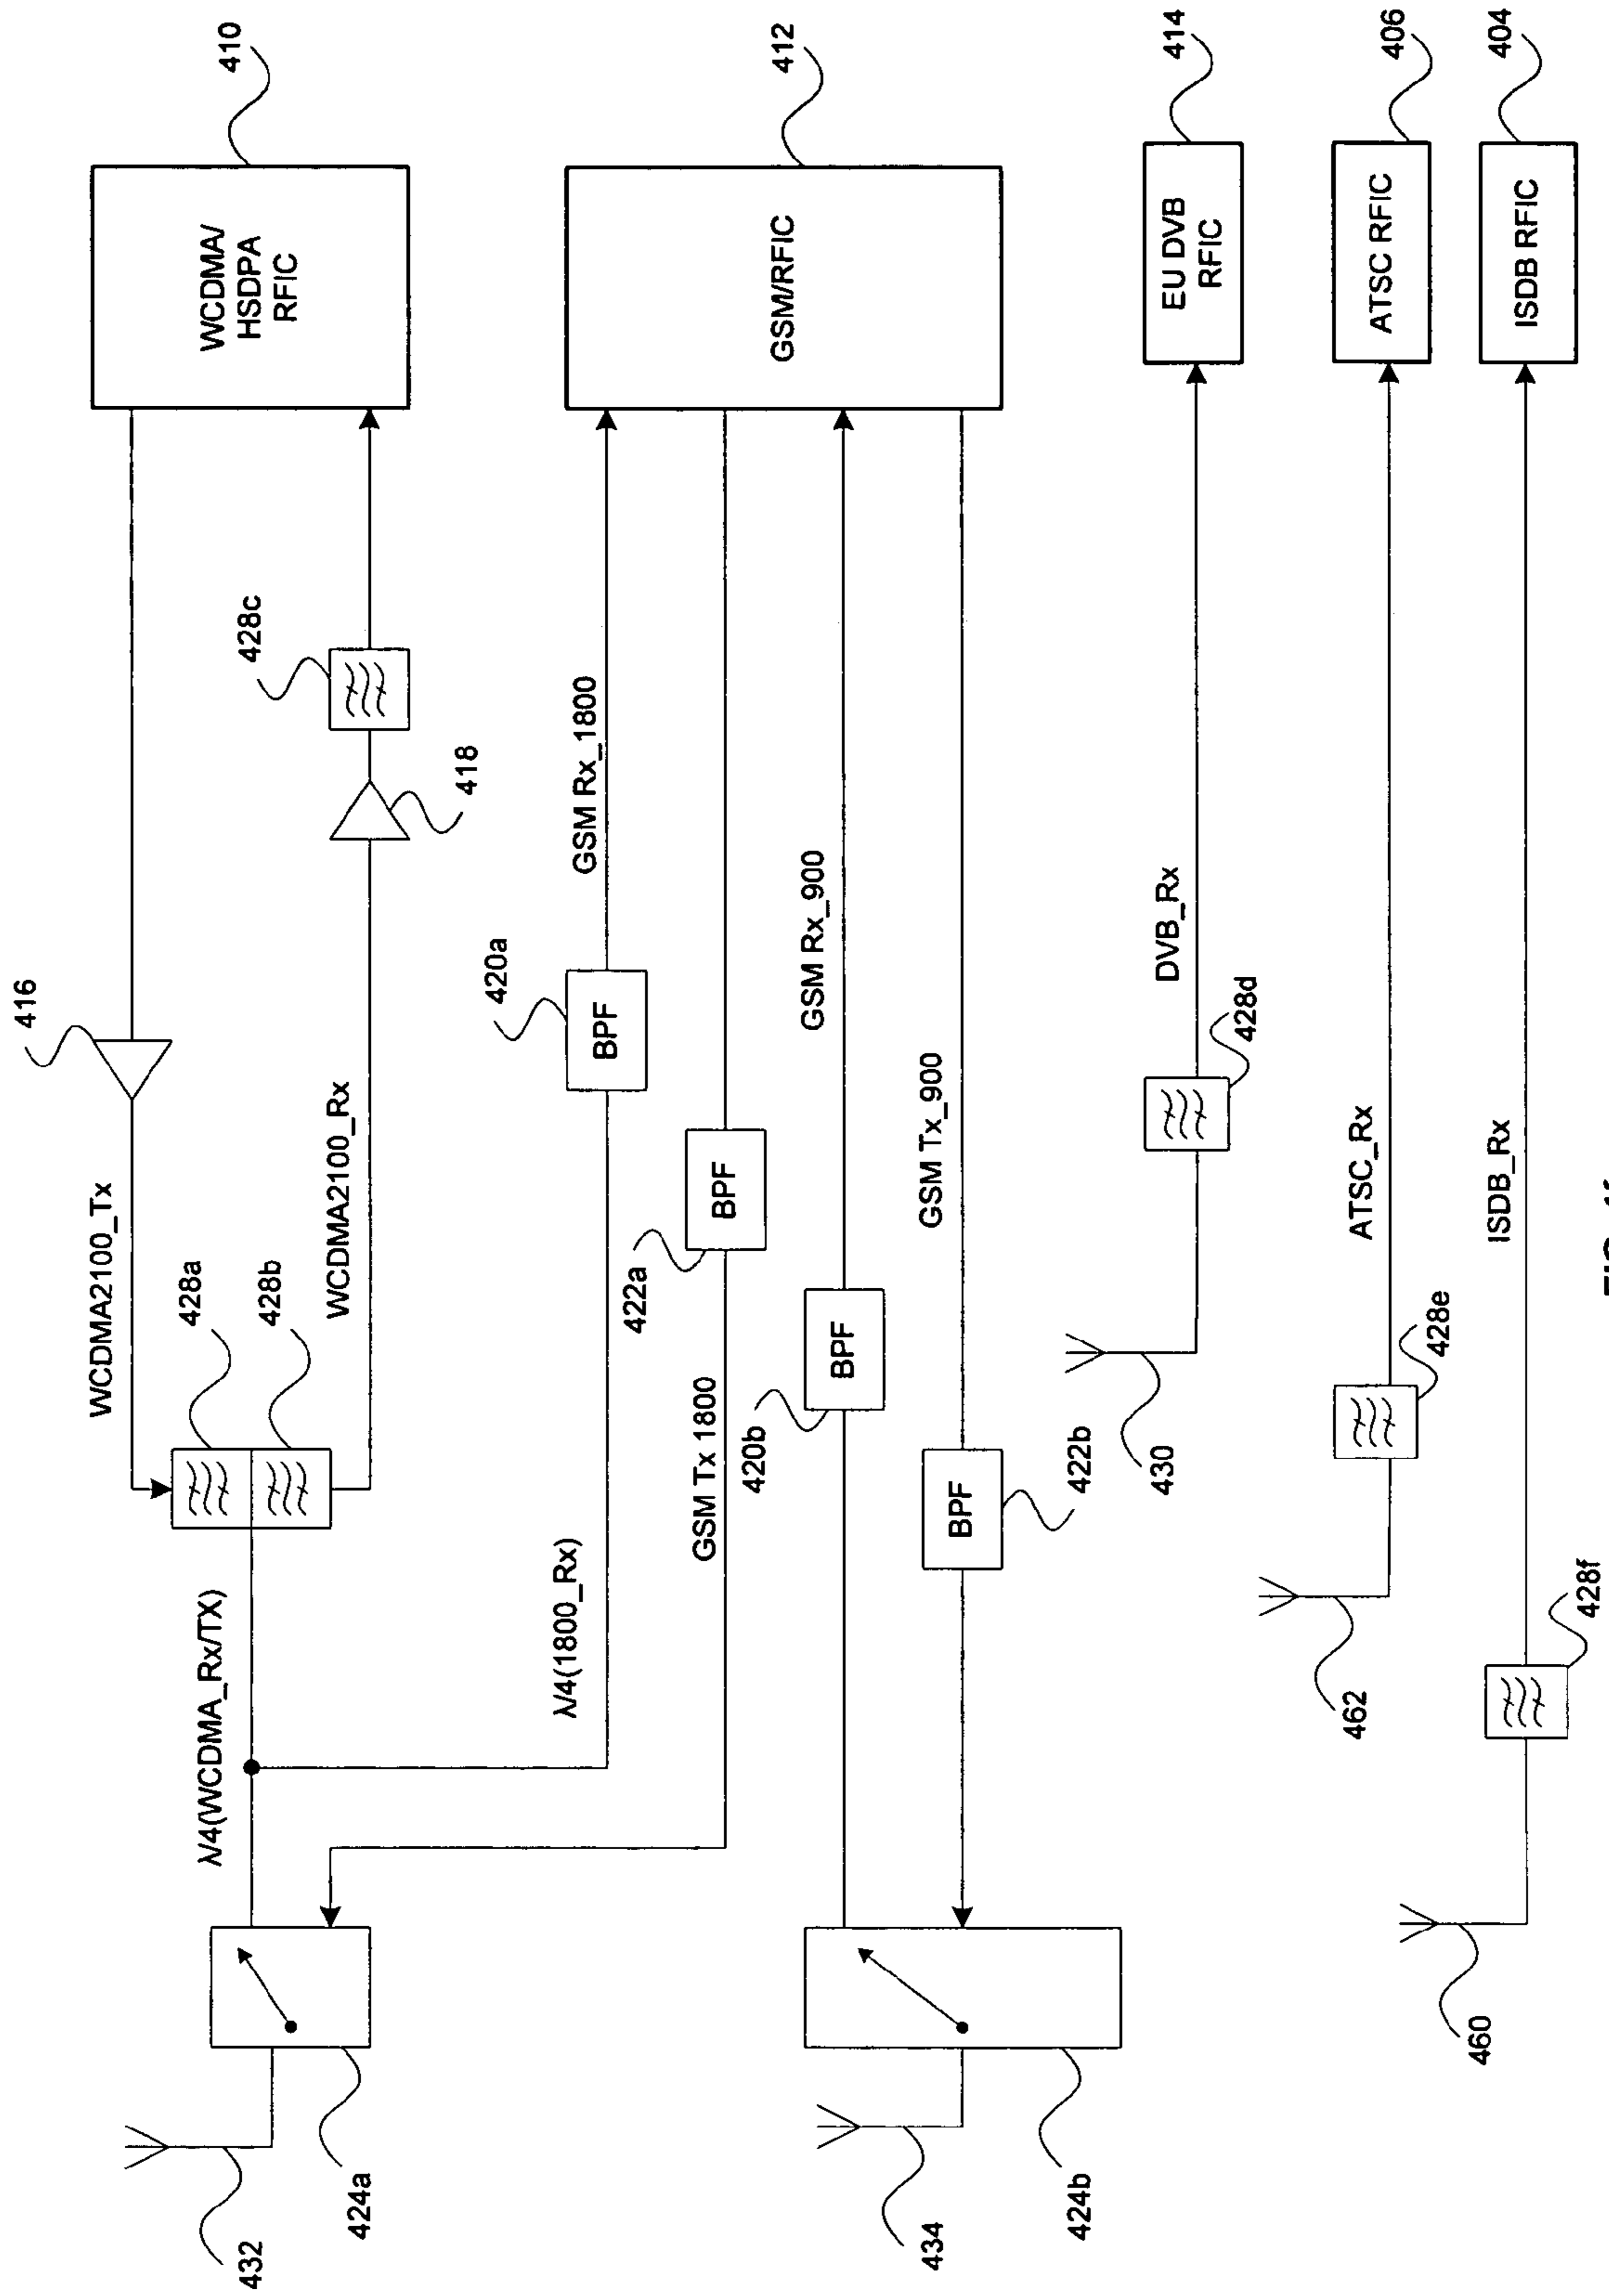 410
WCDMA/
HSDPA
RFIC
416
WCDMA2100_Tx
428a
428b
WCDMA2100_Rx
418
428c
λ/4(WCDMA_Rx/TX)
432
424a
412
GSM/RFIC
GSM Rx_1800
420a
BPF
λ/4(1800_Rx)
422a
BPF
GSM Tx 1800
GSM Rx_900
420b
BPF
GSM Tx_900
BPF
422b
434
424b
414
EU DVB
RFIC
DVB_Rx
428d
430
406
ATSC RFIC
ATSC_Rx
428e
462
404
ISDB RFIC
ISDB_Rx
428f
460